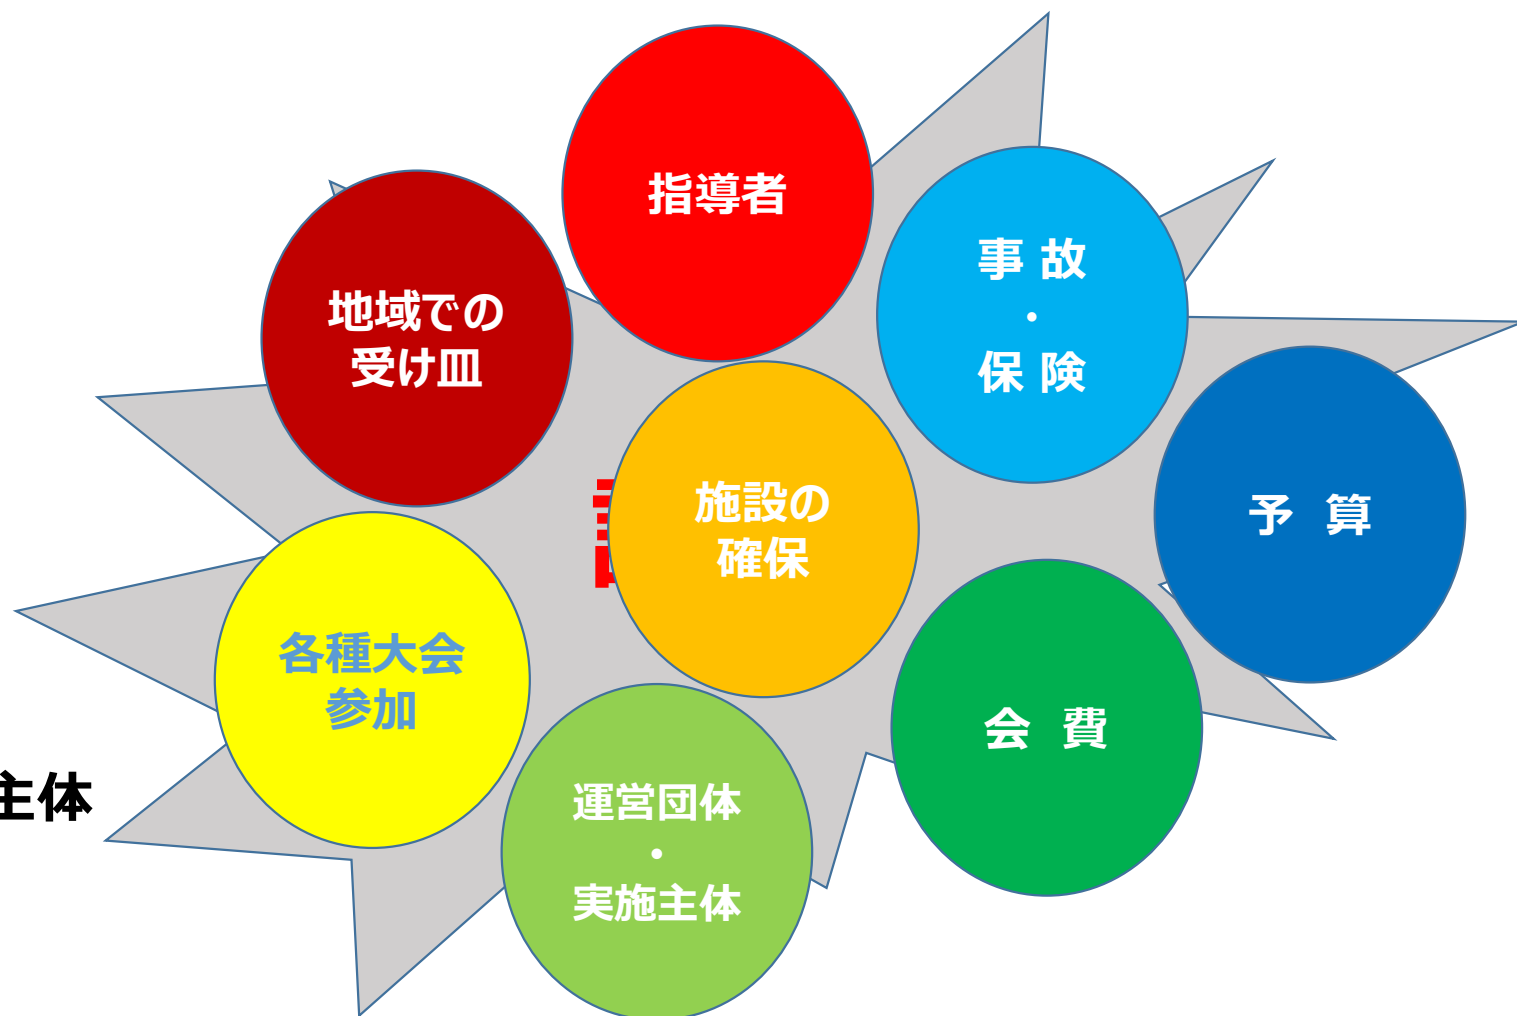 指導者
事 故
・
保 険
地域での
受け皿
施設の
確保
予 算
各種大会
参加
会 費
主体
運営団体
・
実施主体